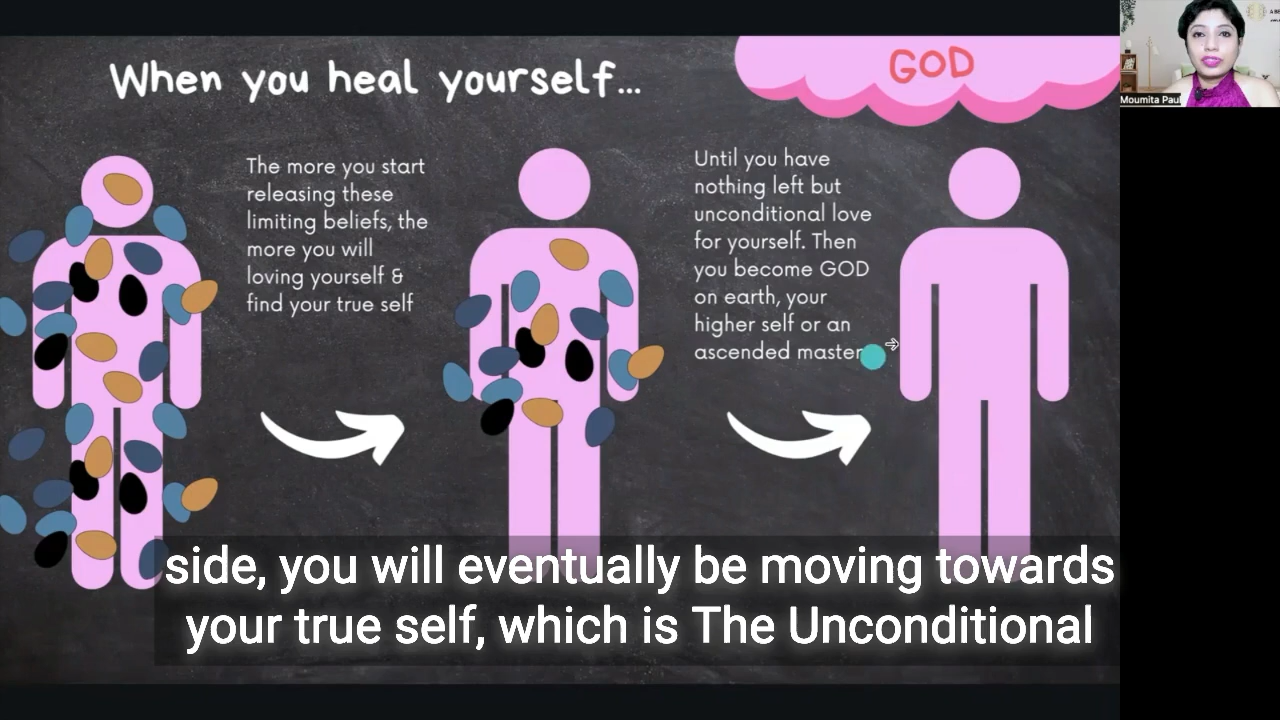 When you heal yourself...
GOD
The more you start
releasing these
limiting beliefs, the
more you will
loving yourself &
find your true self
Until you have
nothing left but
unconditional love
for yourself. Then
you become GOD
on earth, your
higher self or an
ascended master
Moumita Paul
side, you will eventually be moving towards
your true self, which is The Unconditional